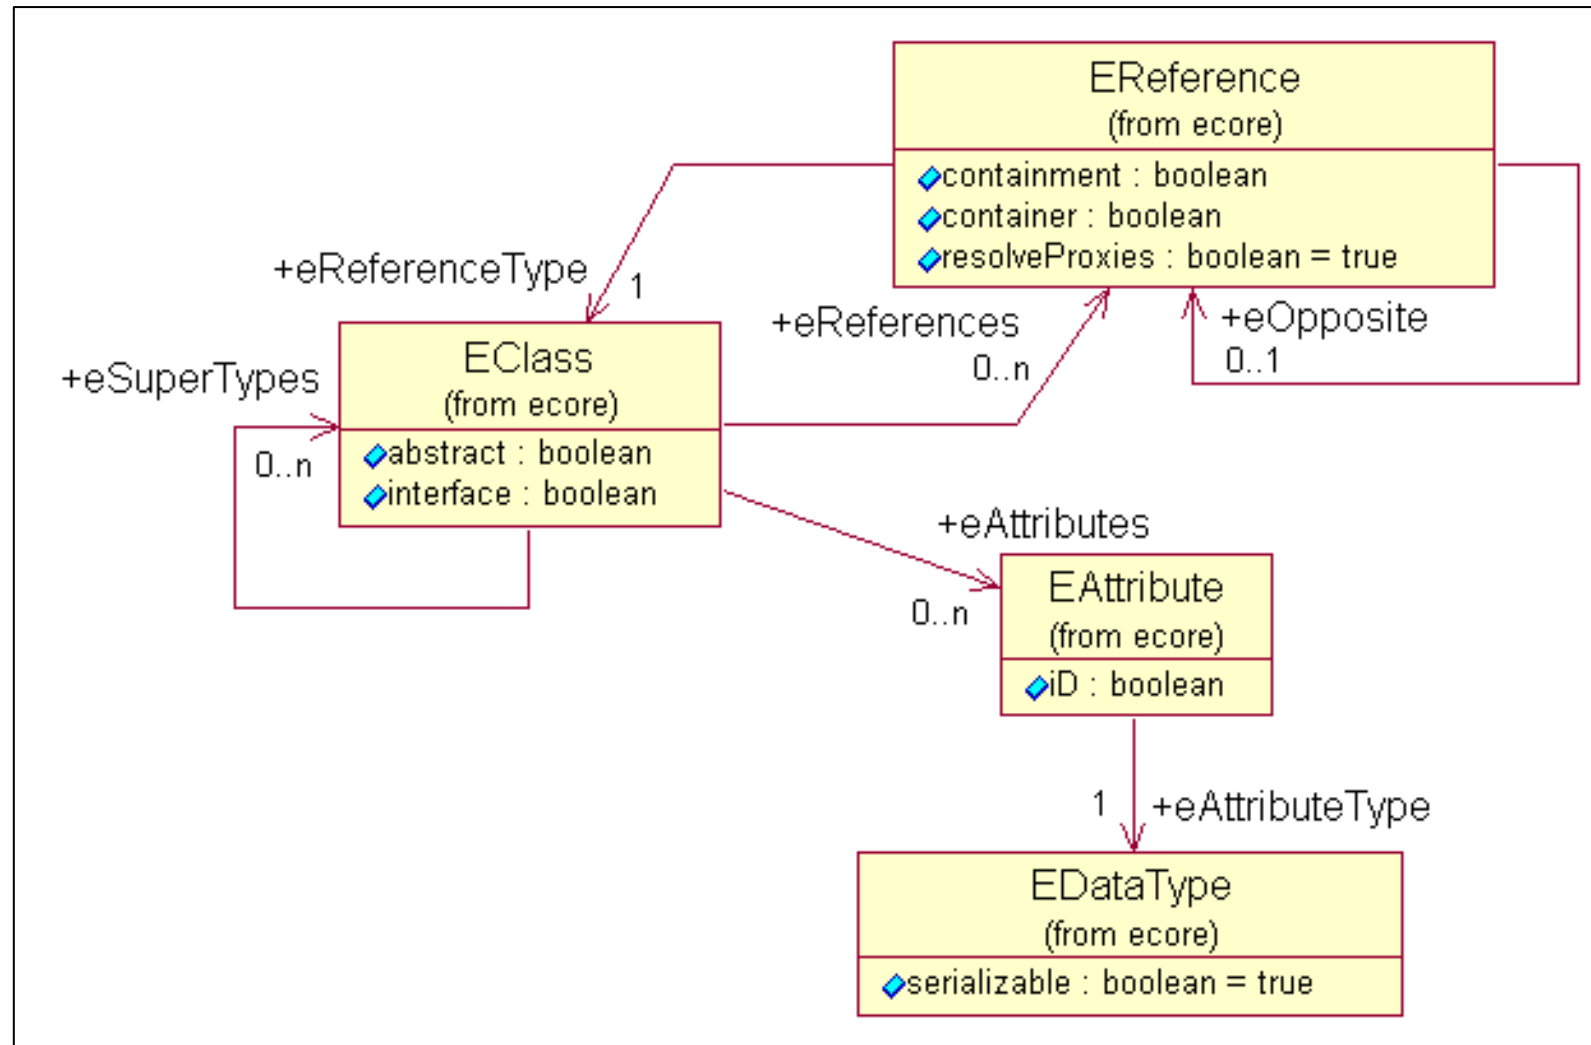 EReference
(from ecore)
containment : boolean
container : boolean
resolveProxies : boolean = true
+eReferenceType
1
+eReferences
0..n
+eOpposite
0..1
EClass
(from ecore)
abstract : boolean
interface : boolean
+eSuperTypes
0..n
+eAttributes
0..n
EAttribute
(from ecore)
iD : boolean
1
+eAttributeType
EDataType
(from ecore)
serializable : boolean = true